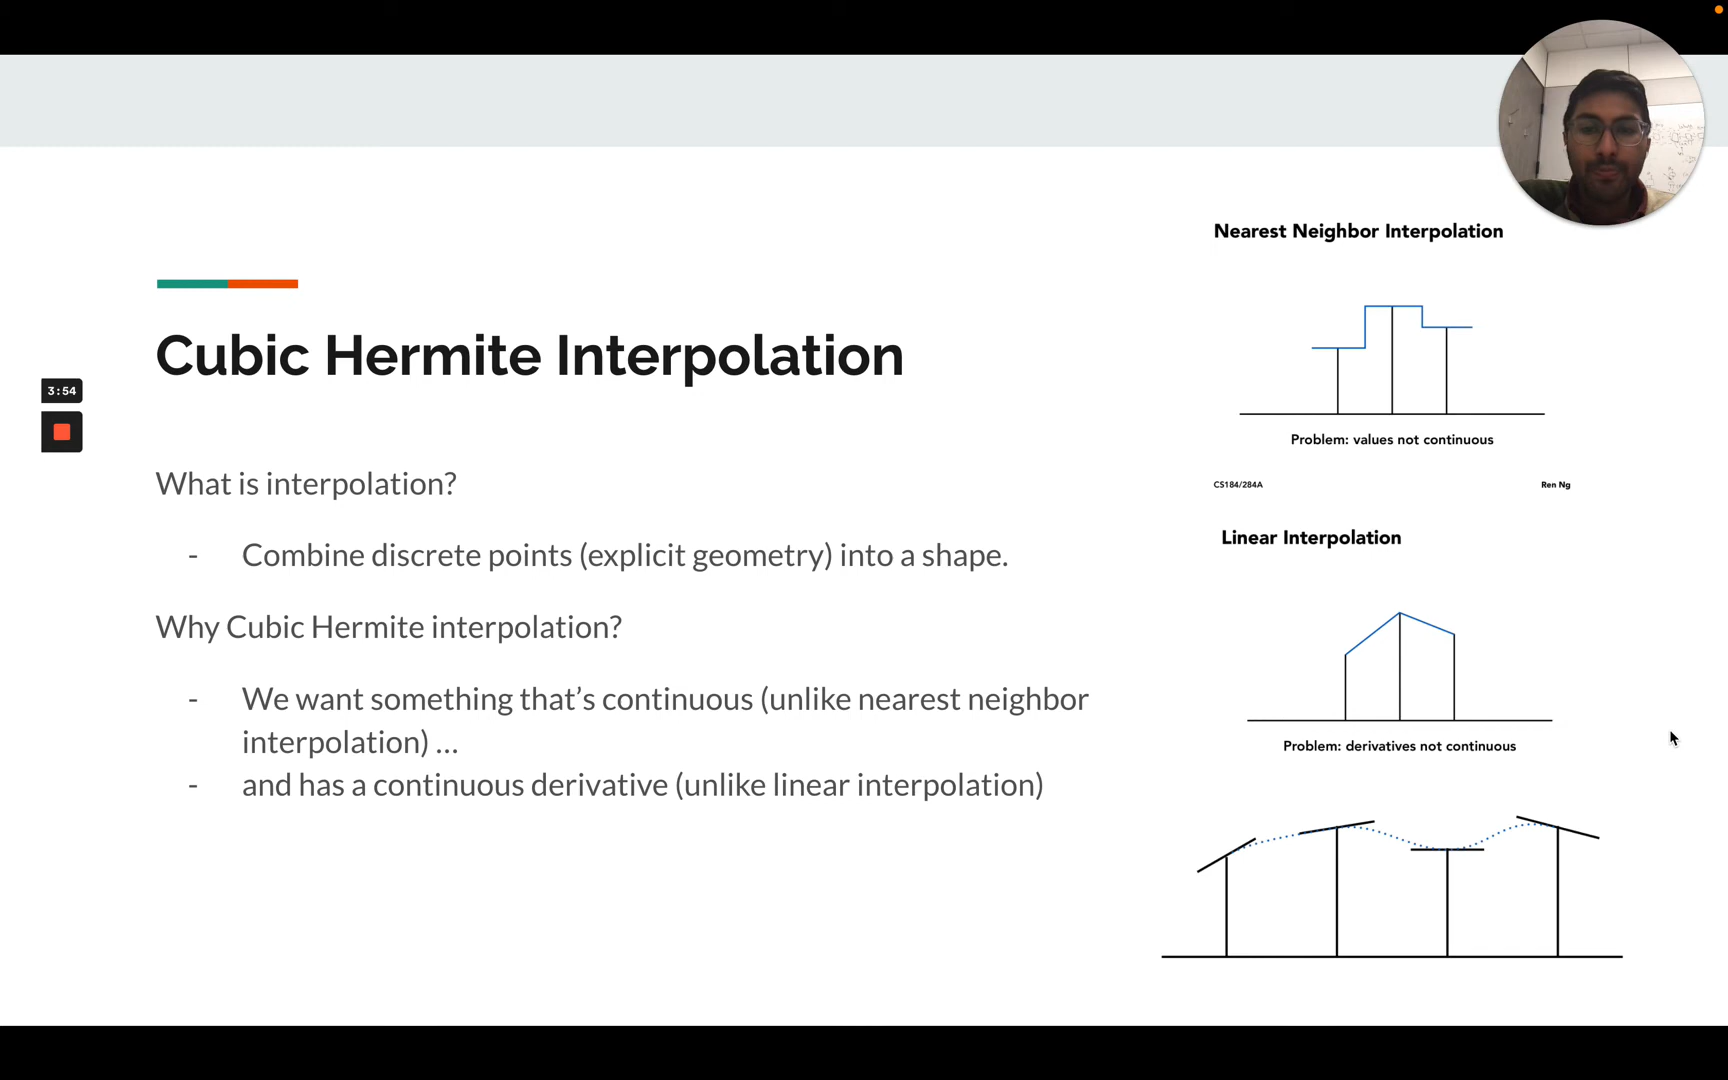 Cubic Hermite Interpolation
3:54
What is interpolation?
- Combine discrete points (explicit geometry) into a shape.
Why Cubic Hermite interpolation?
- We want something that’s continuous (unlike nearest neighbor
interpolation) ...
- and has a continuous derivative (unlike linear interpolation)
Nearest Neighbor Interpolation
Problem: values not continuous
CS184/284A
Ren Ng
Linear Interpolation
Problem: derivatives not continuous